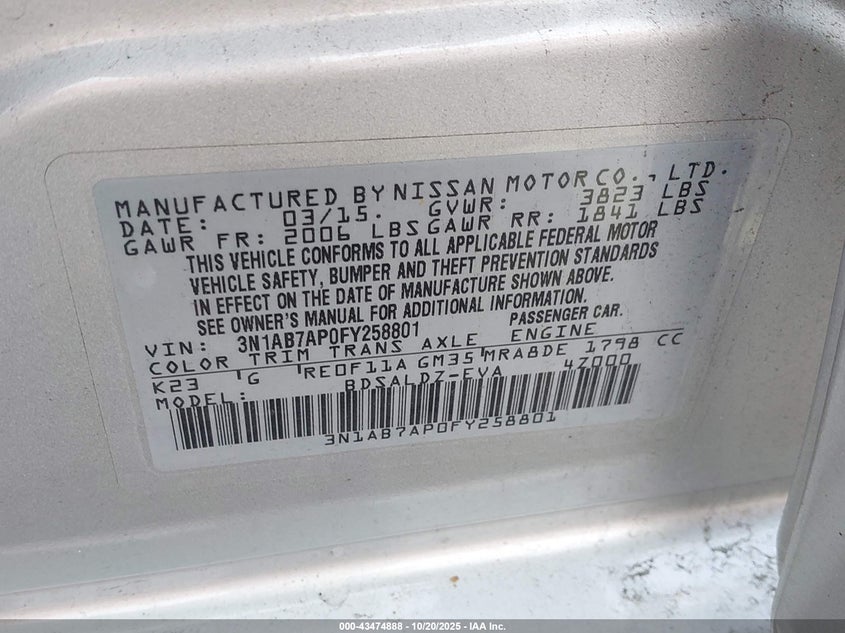 MANUFACTURED BY NISSAN MOTOR CO., LTD.
DATE: 03/15. GVWR: 3823 LBS
GAWR FR: 2006 LBS GAWR RR: 1841 LBS
THIS VEHICLE CONFORMS TO ALL APPLICABLE FEDERAL MOTOR
VEHICLE SAFETY, BUMPER AND THEFT PREVENTION STANDARDS
IN EFFECT ON THE DATE OF MANUFACTURE SHOWN ABOVE.
SEE OWNER'S MANUAL FOR ADDITIONAL INFORMATION.
VIN: 3N1AB7AP0FY258801 PASSENGER CAR.
COLOR TRIM TRANS AXLE ENGINE
K23 G RE0F11A GM35 MRA8DE 1798 CC
MODEL: BDSALDZ-EVA 4Z000
3N1AB7AP0FY258801
000-43474888 - 10/20/2025 - IAA Inc.